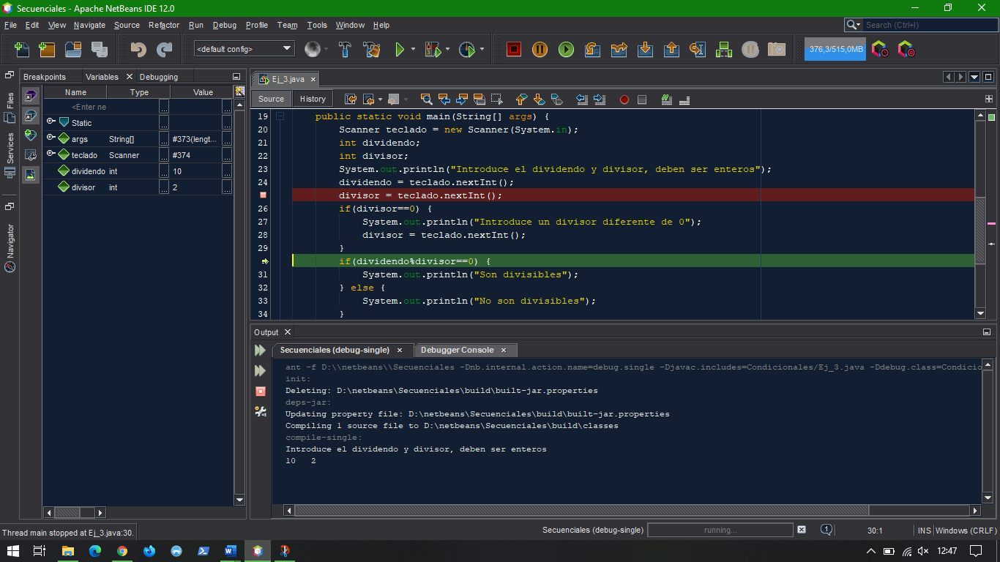 Secuenciales - Apache NetBeans IDE 12.0
File Edit View Navigate Source Refactor Run Debug Profile Team Tools Window Help
Search (Ctrl+I)
<default config>
376,3/515,0MB
Breakpoints Variables Debugging
Name Type Value
<Enter ne ... ...
Static ... ...
args String[] ... #373(lengt... ...
teclado Scanner ... #374 ...
dividendo int ... 10 ...
divisor int ... 2 ...
Files
Services
Navigator
Ej_3.java
Source History
19 public static void main(String[] args) {
20 Scanner teclado = new Scanner(System.in);
21 int dividendo;
22 int divisor;
23 System.out.println("Introduce el dividendo y divisor, deben ser enteros");
24 dividendo = teclado.nextInt();
divisor = teclado.nextInt();
26 if(divisor==0) {
27 System.out.println("Introduce un divisor diferente de 0");
28 divisor = teclado.nextInt();
29 }
if(dividendo%divisor==0) {
31 System.out.println("Son divisibles");
32 } else {
33 System.out.println("No son divisibles");
34 }
Output
Secuenciales (debug-single) Debugger Console
ant -f D:\\netbeans\\Secuenciales -Dnb.internal.action.name=debug.single -Djavac.includes=Condicionales/Ej_3.java -Ddebug.class=Condicio
init:
Deleting: D:\netbeans\Secuenciales\build\built-jar.properties
deps-jar:
Updating property file: D:\netbeans\Secuenciales\build\built-jar.properties
Compiling 1 source file to D:\netbeans\Secuenciales\build\classes
compile-single:
Introduce el dividendo y divisor, deben ser enteros
10 2
Thread main stopped at Ej_3.java:30.
Secuenciales (debug-single) running... 1 30:1 INS Windows (CRLF)
12:47